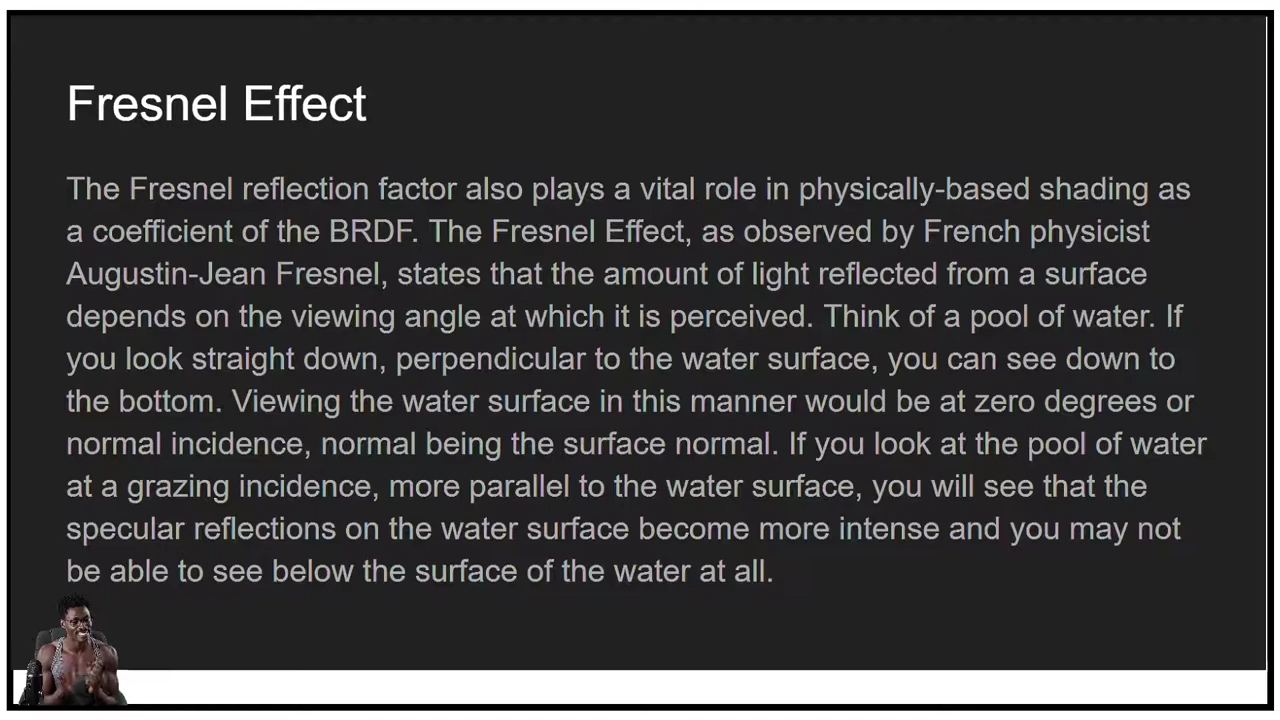 Fresnel Effect
The Fresnel reflection factor also plays a vital role in physically-based shading as
a coefficient of the BRDF. The Fresnel Effect, as observed by French physicist
Augustin-Jean Fresnel, states that the amount of light reflected from a surface
depends on the viewing angle at which it is perceived. Think of a pool of water. If
you look straight down, perpendicular to the water surface, you can see down to
the bottom. Viewing the water surface in this manner would be at zero degrees or
normal incidence, normal being the surface normal. If you look at the pool of water
at a grazing incidence, more parallel to the water surface, you will see that the
specular reflections on the water surface become more intense and you may not
be able to see below the surface of the water at all.